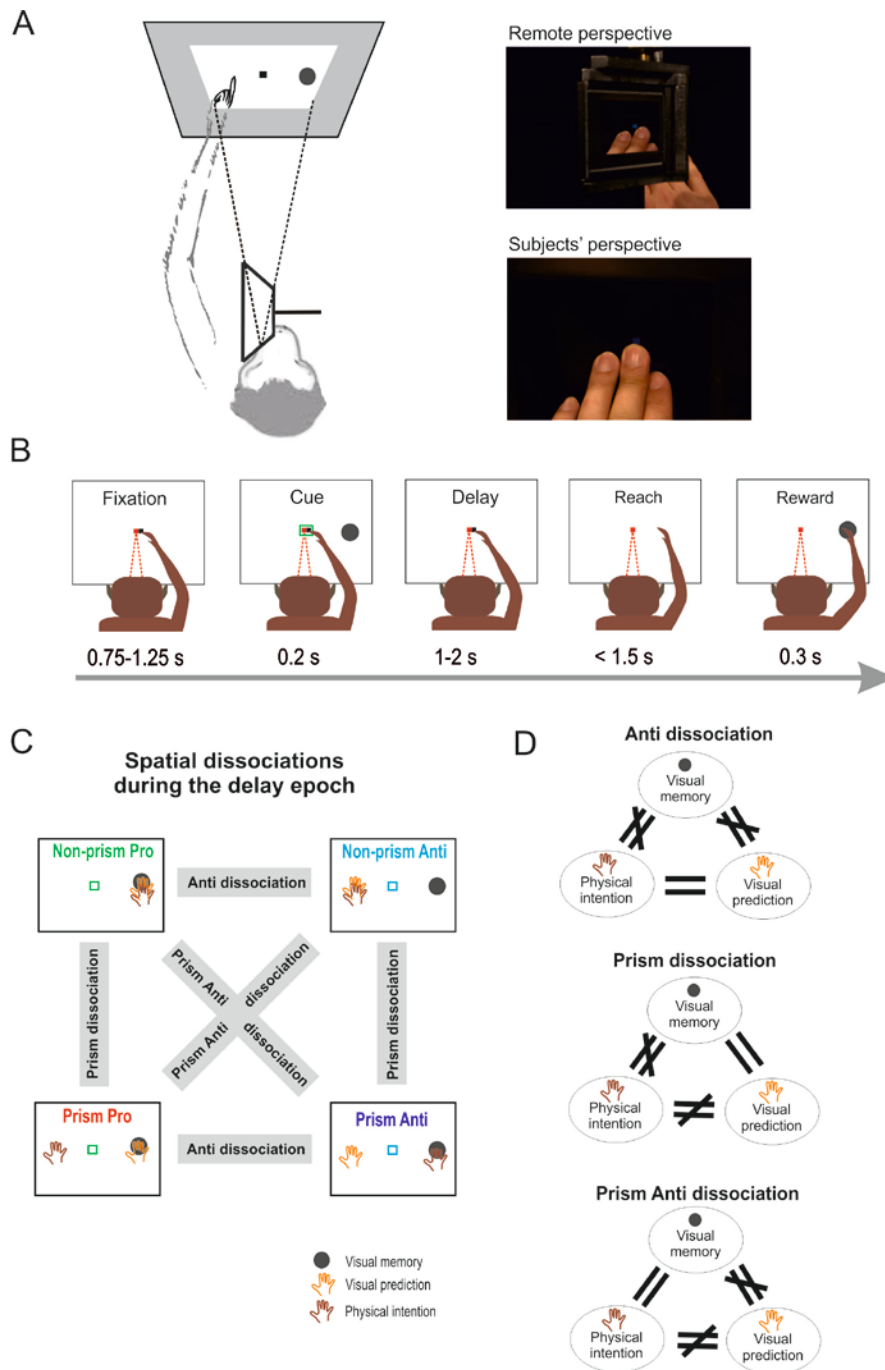 A
Remote perspective
Subjects' perspective
B
Fixation
Cue
Delay
Reach
Reward
0.75-1.25 s
0.2 s
1-2 s
< 1.5 s
0.3 s
C
Spatial dissociations
during the delay epoch
Non-prism Pro
Anti dissociation
Non-prism Anti
Prism dissociation
Prism Anti
dissociation
Prism Anti
dissociation
Prism dissociation
Prism Pro
Anti dissociation
Prism Anti
Visual memory
Visual prediction
Physical intention
D
Anti dissociation
Visual
memory
Physical
intention
Visual
prediction
Prism dissociation
Visual
memory
Physical
intention
Visual
prediction
Prism Anti dissociation
Visual
memory
Physical
intention
Visual
prediction